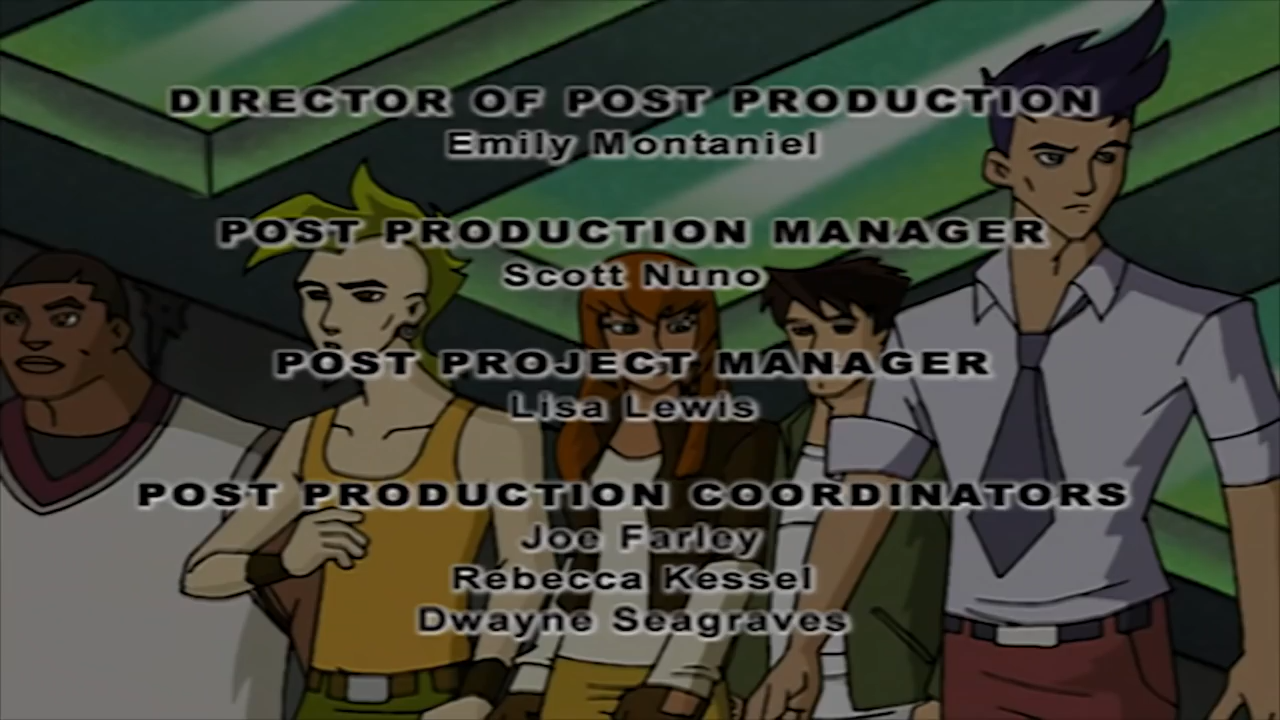 DIRECTOR OF POST PRODUCTION
Emily Montaniel
POST PRODUCTION MANAGER
Scott Nuno
POST PROJECT MANAGER
Lisa Lewis
POST PRODUCTION COORDINATORS
Joe Farley
Rebecca Kessel
Dwayne Seagraves